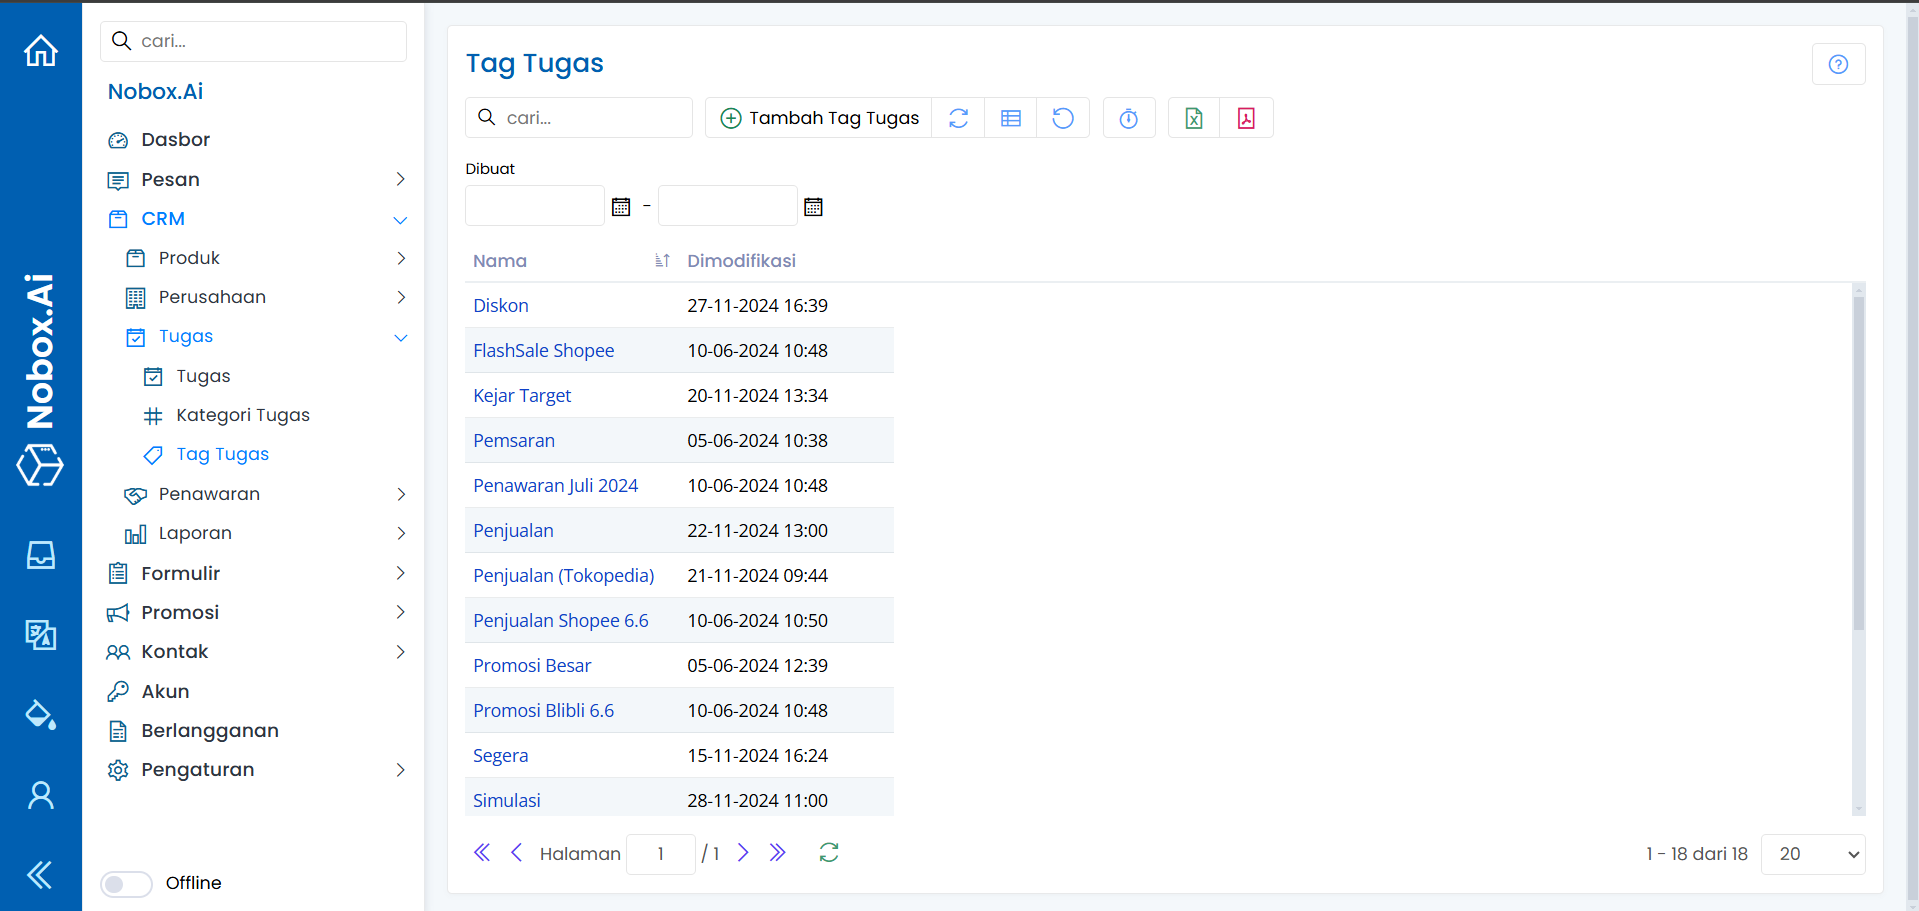 Nobox.Ai
cari...
Nobox.Ai
Dasbor
Pesan
CRM
Produk
Perusahaan
Tugas
Tugas
Kategori Tugas
Tag Tugas
Penawaran
Laporan
Formulir
Promosi
Kontak
Akun
Berlangganan
Pengaturan
Offline
Tag Tugas
cari...
Tambah Tag Tugas
Dibuat
-
Nama Dimodifikasi
Diskon 27-11-2024 16:39
FlashSale Shopee 10-06-2024 10:48
Kejar Target 20-11-2024 13:34
Pemsaran 05-06-2024 10:38
Penawaran Juli 2024 10-06-2024 10:48
Penjualan 22-11-2024 13:00
Penjualan (Tokopedia) 21-11-2024 09:44
Penjualan Shopee 6.6 10-06-2024 10:50
Promosi Besar 05-06-2024 12:39
Promosi Blibli 6.6 10-06-2024 10:48
Segera 15-11-2024 16:24
Simulasi 28-11-2024 11:00
Halaman 1 / 1
1 - 18 dari 18 20